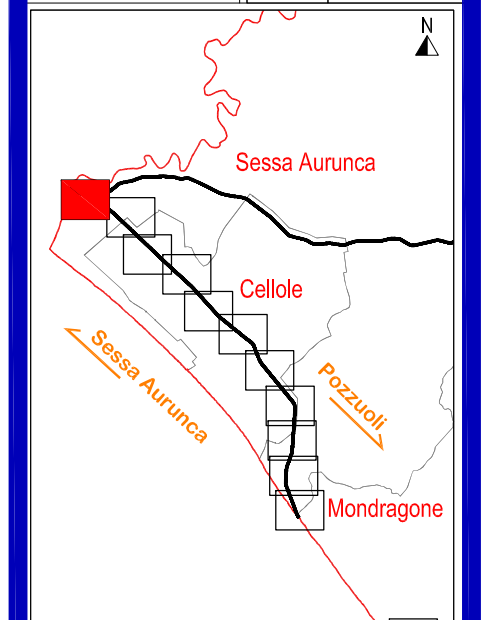 N
Sessa Aurunca
Cellole
Sessa Aurunca
Pozzuoli
Mondragone